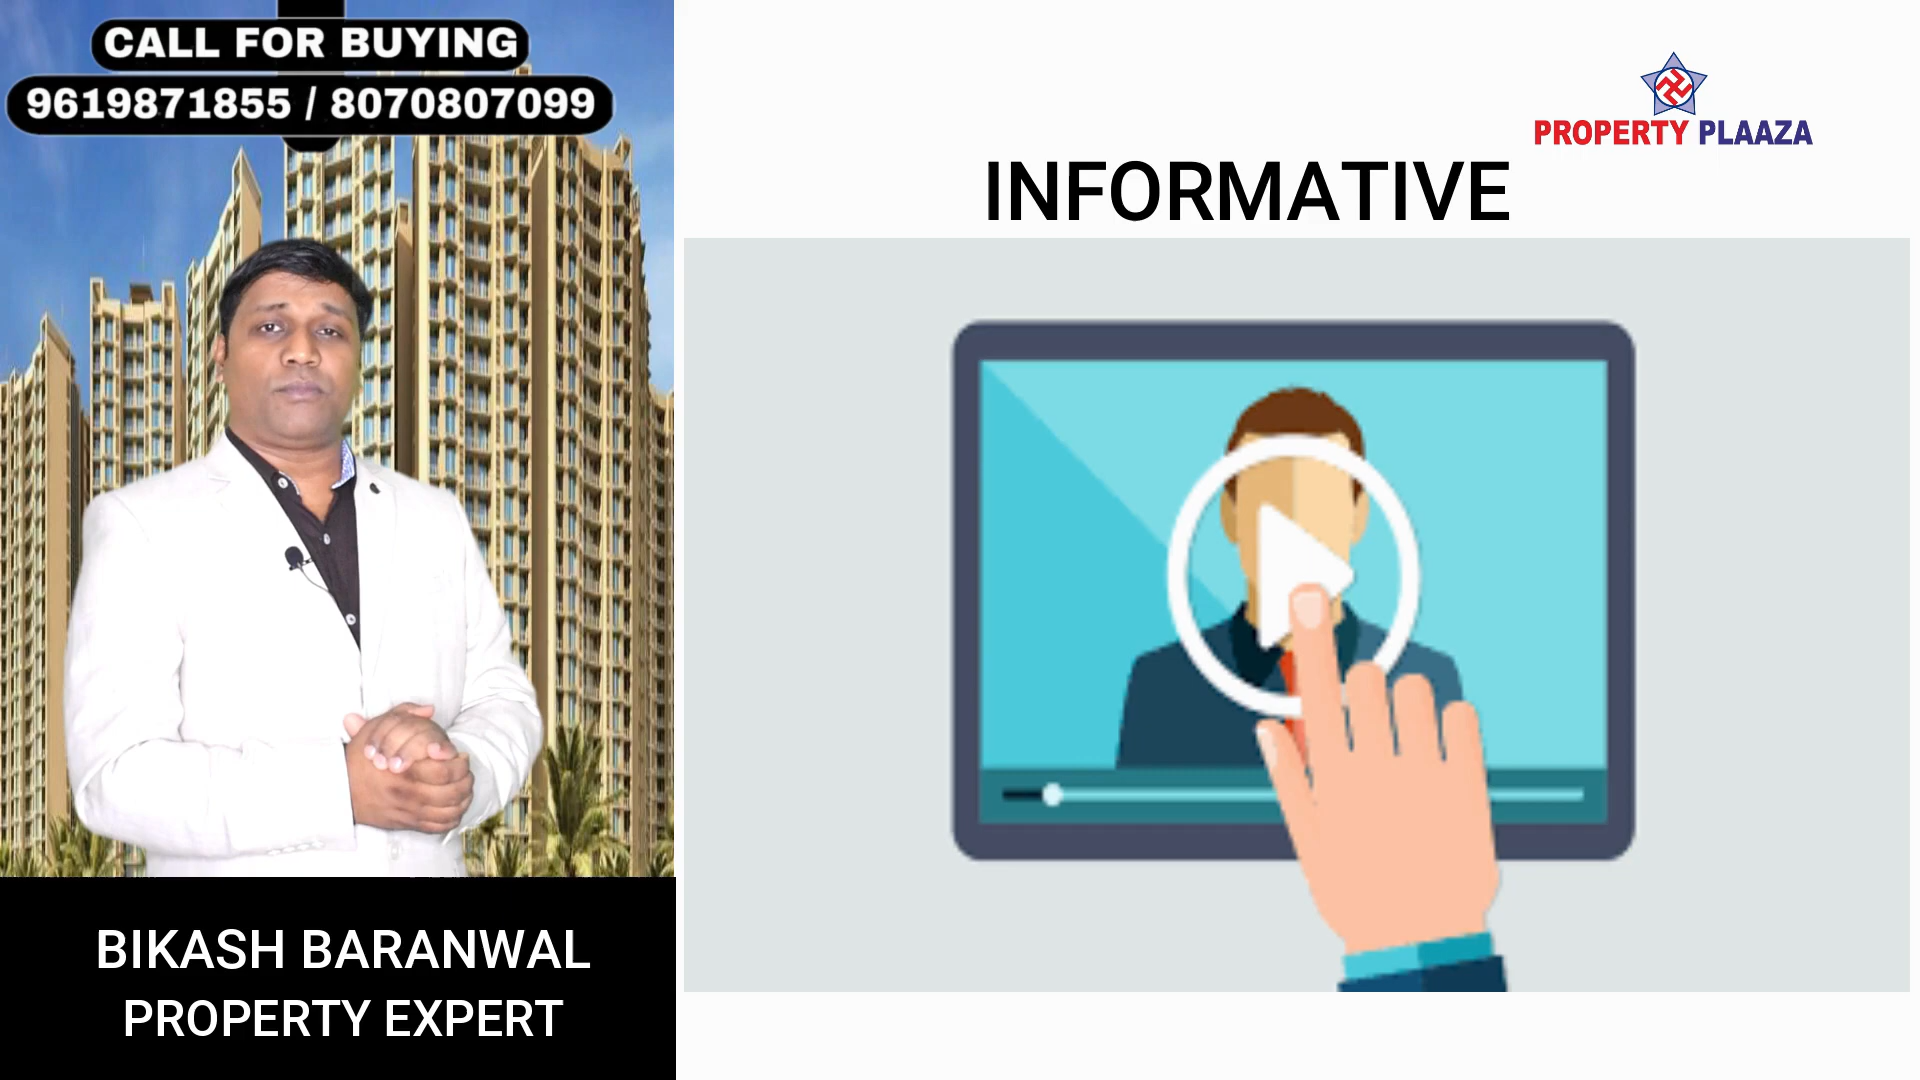 CALL FOR BUYING
9619871855 / 8070807099
PROPERTY PLAAZA
INFORMATIVE
BIKASH BARANWAL
PROPERTY EXPERT